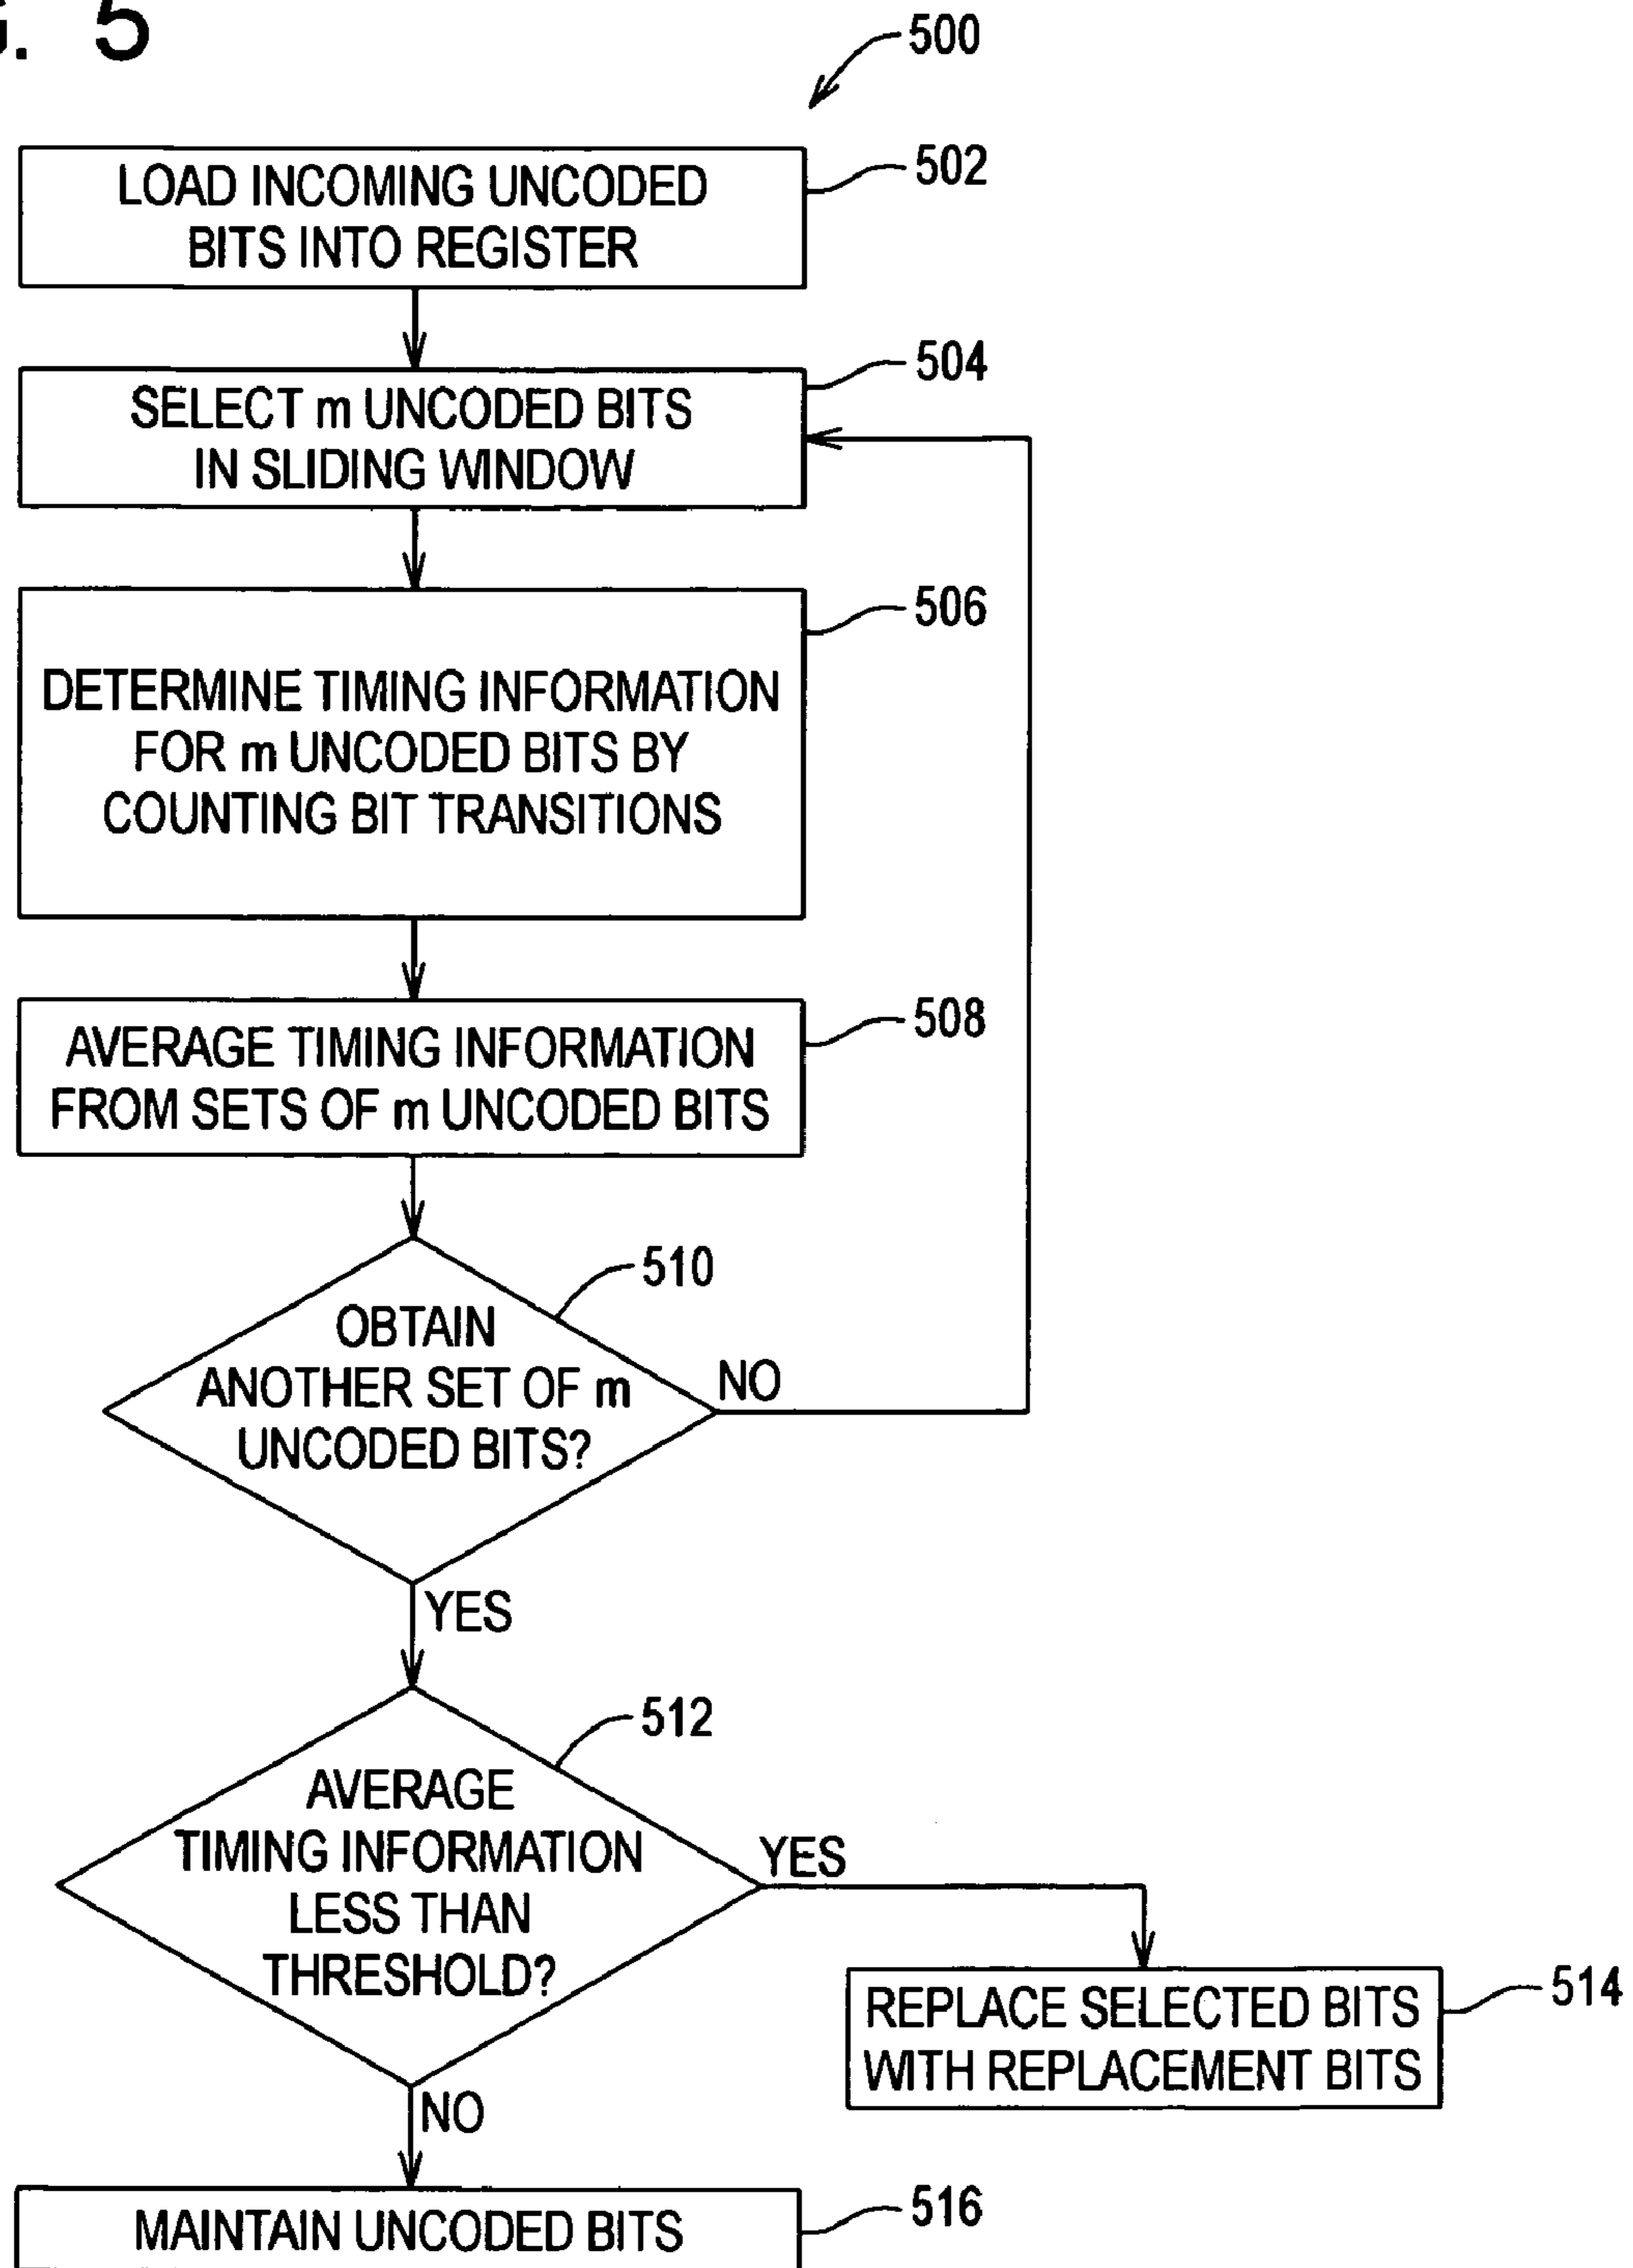 5
500
LOAD INCOMING UNCODED
BITS INTO REGISTER
502
SELECT m UNCODED BITS
IN SLIDING WINDOW
504
DETERMINE TIMING INFORMATION
FOR m UNCODED BITS BY
COUNTING BIT TRANSITIONS
506
AVERAGE TIMING INFORMATION
FROM SETS OF m UNCODED BITS
508
OBTAIN
ANOTHER SET OF m
UNCODED BITS?
510
NO
YES
AVERAGE
TIMING INFORMATION
LESS THAN
THRESHOLD?
512
YES
REPLACE SELECTED BITS
WITH REPLACEMENT BITS
514
NO
MAINTAIN UNCODED BITS
516